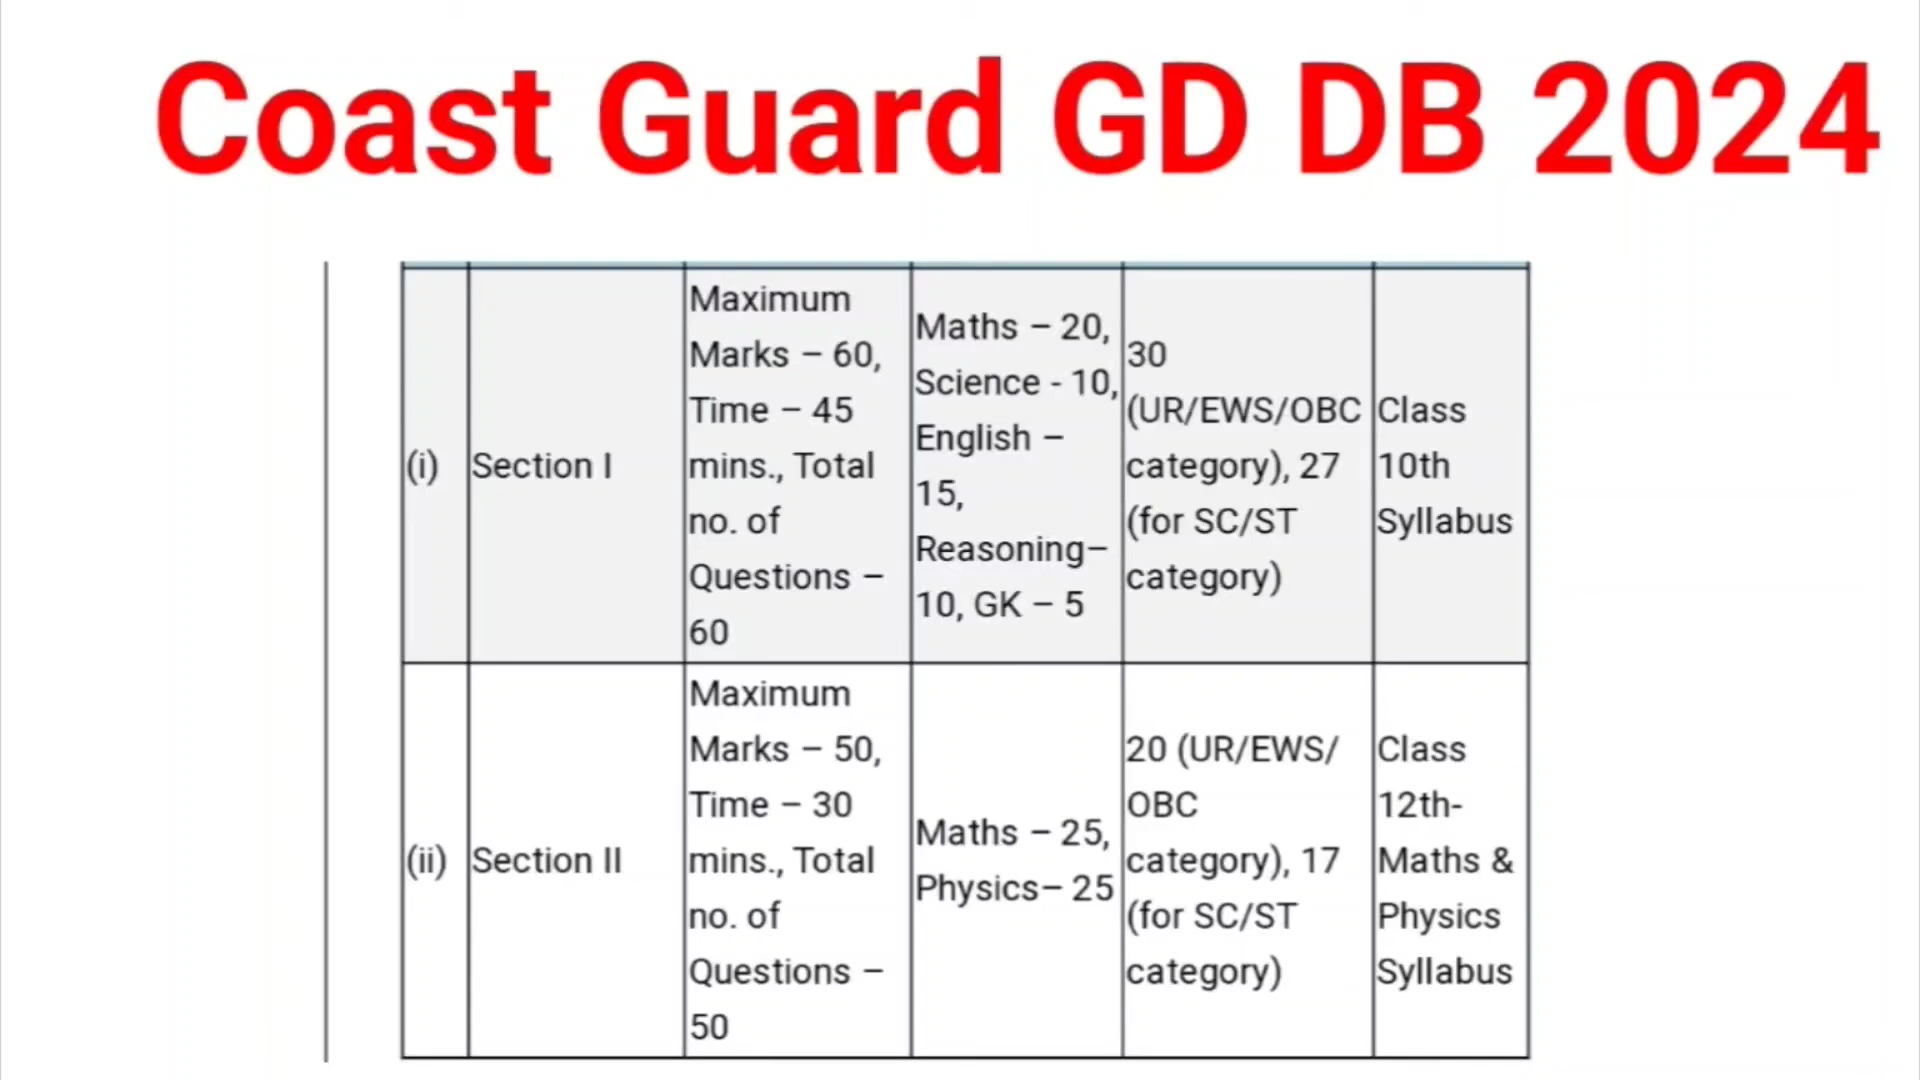 Coast Guard GD DB 2024
(i)
Section I
Maximum
Marks – 60,
Time – 45
mins., Total
no. of
Questions –
60
Maths – 20,
Science - 10,
English –
15,
Reasoning–
10, GK – 5
30
(UR/EWS/OBC
category), 27
(for SC/ST
category)
Class
10th
Syllabus
(ii)
Section II
Maximum
Marks – 50,
Time – 30
mins., Total
no. of
Questions –
50
Maths – 25,
Physics– 25
20 (UR/EWS/
OBC
category), 17
(for SC/ST
category)
Class
12th-
Maths &
Physics
Syllabus